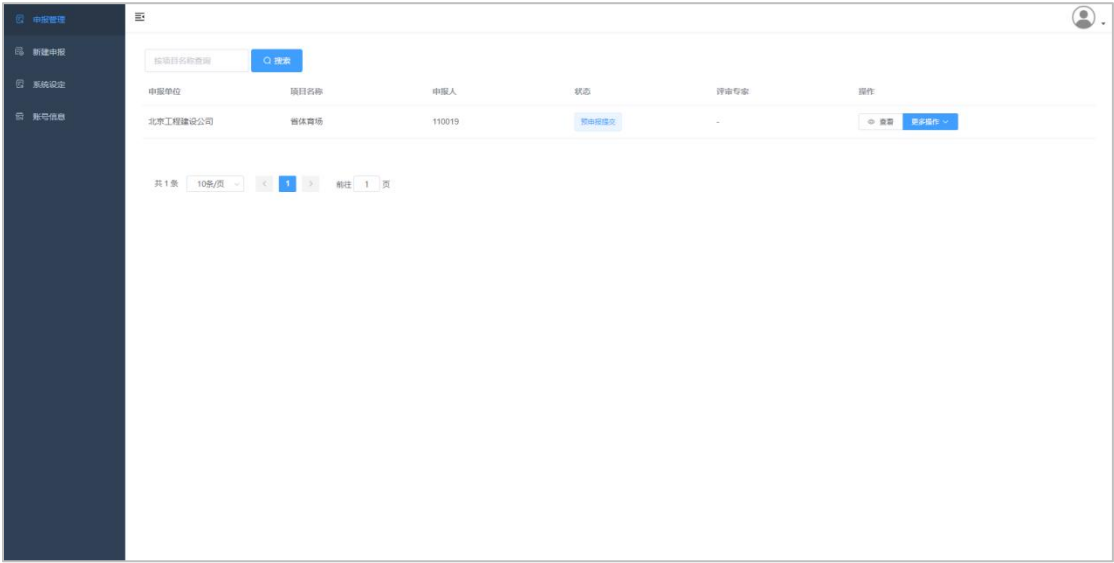 申报管理
新建申报
系统设定
账号信息
按项目名称查询
搜索
申报单位 项目名称 申报人 状态 评审专家 操作
北京工程建设公司 省体育场 110019 预申报提交 - 查看 更多操作
共 1 条 10条/页 1 前往 1 页